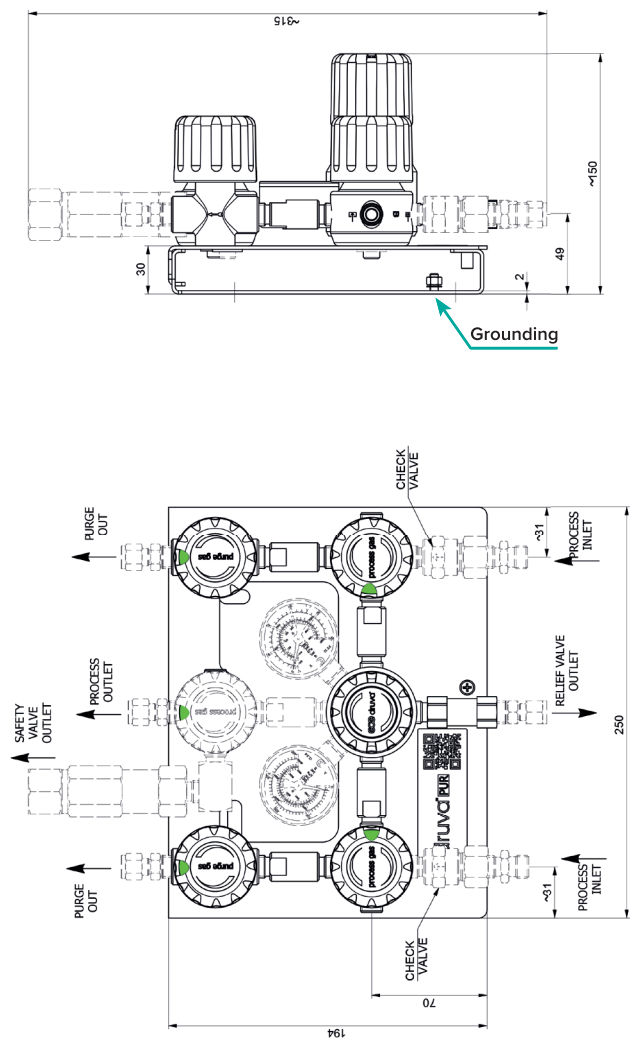 ~315
~150
49
30
2
Grounding
CHECK
VALVE
PURGE
OUT
~31
PROCESS
INLET
purge gas
process gas
PROCESS
OUTLET
process gas
druva
RELIEF VALVE
OUTLET
SAFETY
VALVE
OUTLET
250
druva PUR
PURGE
OUT
purge gas
process gas
~31
PROCESS
INLET
CHECK
VALVE
70
194